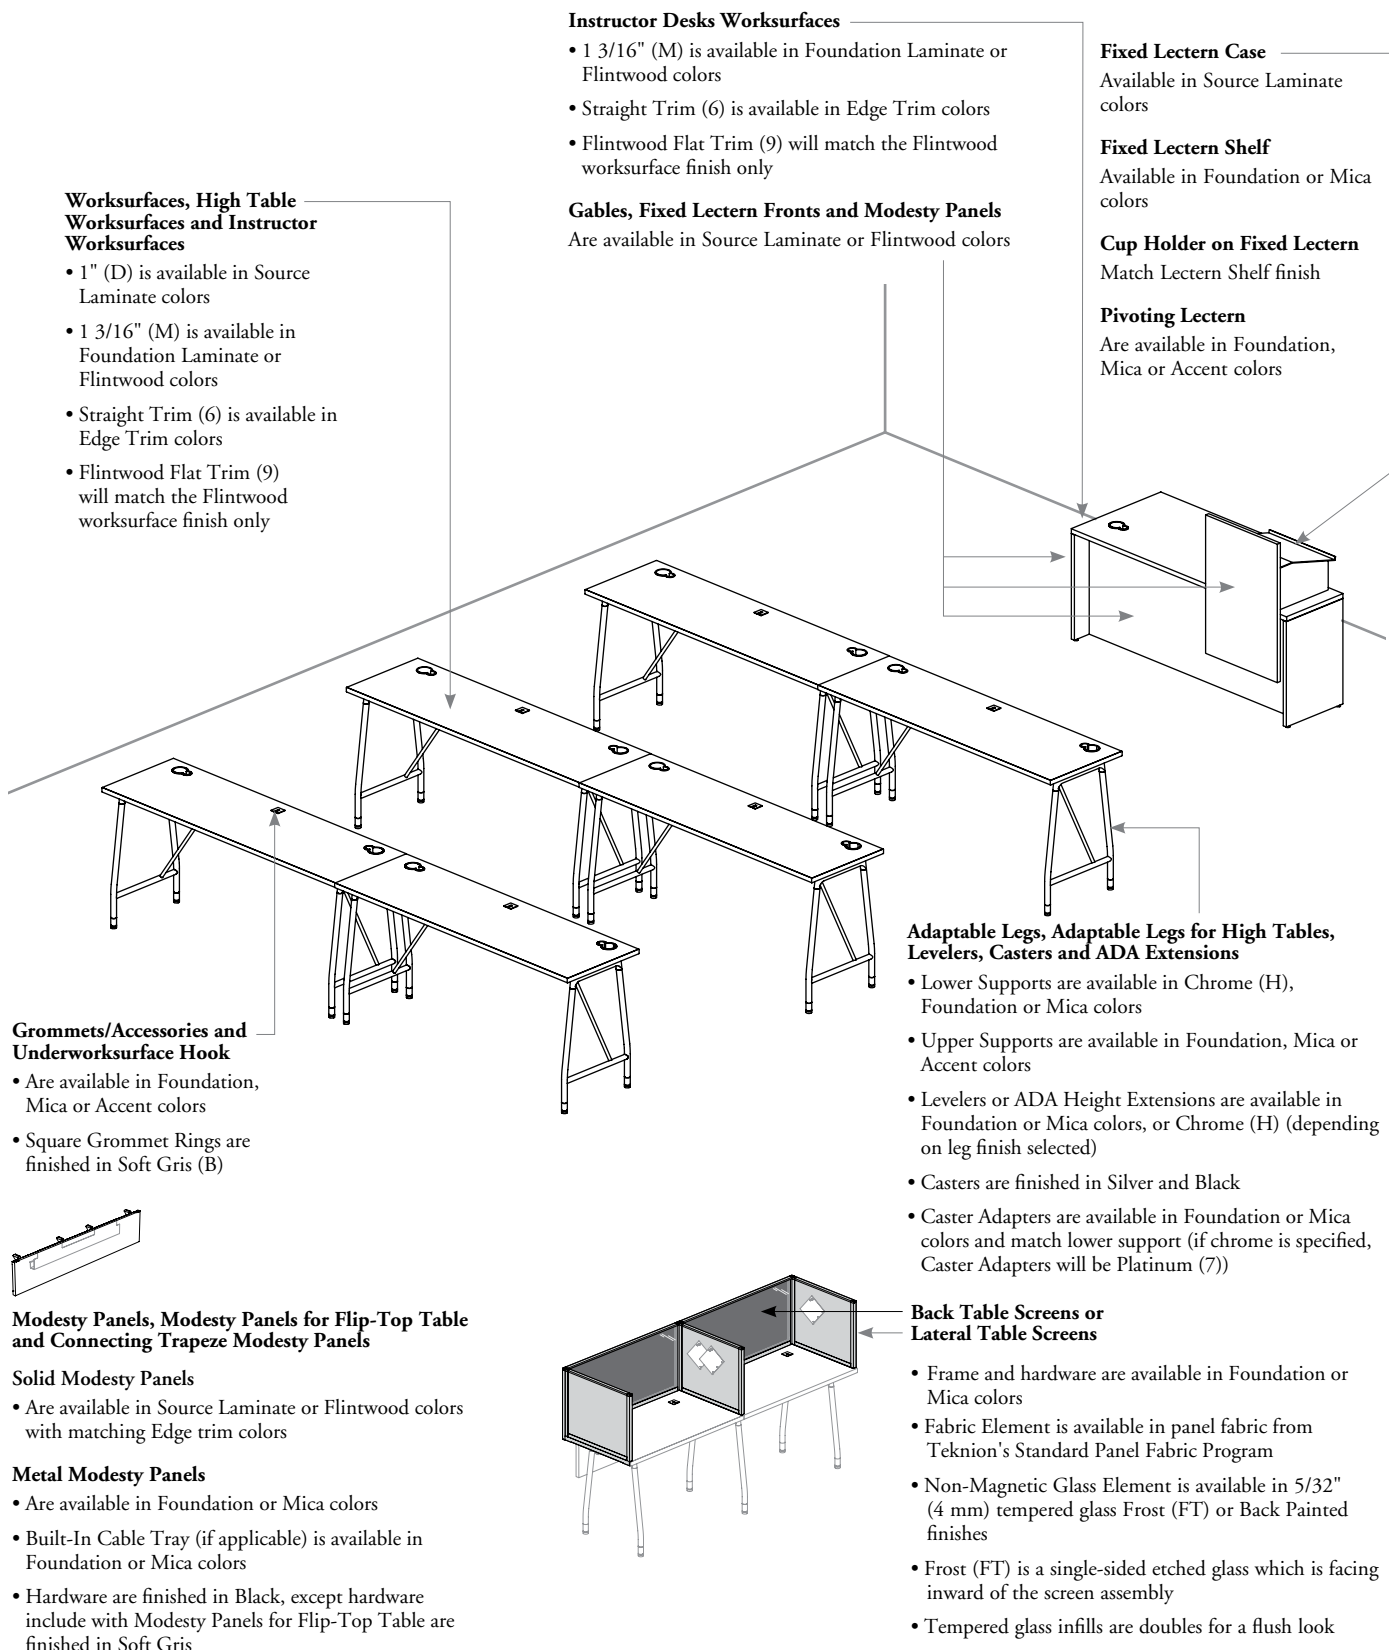 Instructor Desks Worksurfaces
• 1 3/16" (M) is available in Foundation Laminate or
Flintwood colors
• Straight Trim (6) is available in Edge Trim colors
• Flintwood Flat Trim (9) will match the Flintwood
worksurface finish only
Gables, Fixed Lectern Fronts and Modesty Panels
Are available in Source Laminate or Flintwood colors
Fixed Lectern Case
Available in Source Laminate
colors
Fixed Lectern Shelf
Available in Foundation or Mica
colors
Cup Holder on Fixed Lectern
Match Lectern Shelf finish
Pivoting Lectern
Are available in Foundation,
Mica or Accent colors
Worksurfaces, High Table
Worksurfaces and Instructor
Worksurfaces
• 1" (D) is available in Source
Laminate colors
• 1 3/16" (M) is available in
Foundation Laminate or
Flintwood colors
• Straight Trim (6) is available in
Edge Trim colors
• Flintwood Flat Trim (9)
will match the Flintwood
worksurface finish only
Adaptable Legs, Adaptable Legs for High Tables,
Levelers, Casters and ADA Extensions
• Lower Supports are available in Chrome (H),
Foundation or Mica colors
• Upper Supports are available in Foundation, Mica or
Accent colors
• Levelers or ADA Height Extensions are available in
Foundation or Mica colors, or Chrome (H) (depending
on leg finish selected)
• Casters are finished in Silver and Black
• Caster Adapters are available in Foundation or Mica
colors and match lower support (if chrome is specified,
Caster Adapters will be Platinum (7))
Grommets/Accessories and
Underworksurface Hook
• Are available in Foundation,
Mica or Accent colors
• Square Grommet Rings are
finished in Soft Gris (B)
Modesty Panels, Modesty Panels for Flip-Top Table
and Connecting Trapeze Modesty Panels
Solid Modesty Panels
• Are available in Source Laminate or Flintwood colors
with matching Edge trim colors
Metal Modesty Panels
• Are available in Foundation or Mica colors
• Built-In Cable Tray (if applicable) is available in
Foundation or Mica colors
• Hardware are finished in Black, except hardware
include with Modesty Panels for Flip-Top Table are
finished in Soft Gris
Back Table Screens or
Lateral Table Screens
• Frame and hardware are available in Foundation or
Mica colors
• Fabric Element is available in panel fabric from
Teknion's Standard Panel Fabric Program
• Non-Magnetic Glass Element is available in 5/32"
(4 mm) tempered glass Frost (FT) or Back Painted
finishes
• Frost (FT) is a single-sided etched glass which is facing
inward of the screen assembly
• Tempered glass infills are doubles for a flush look